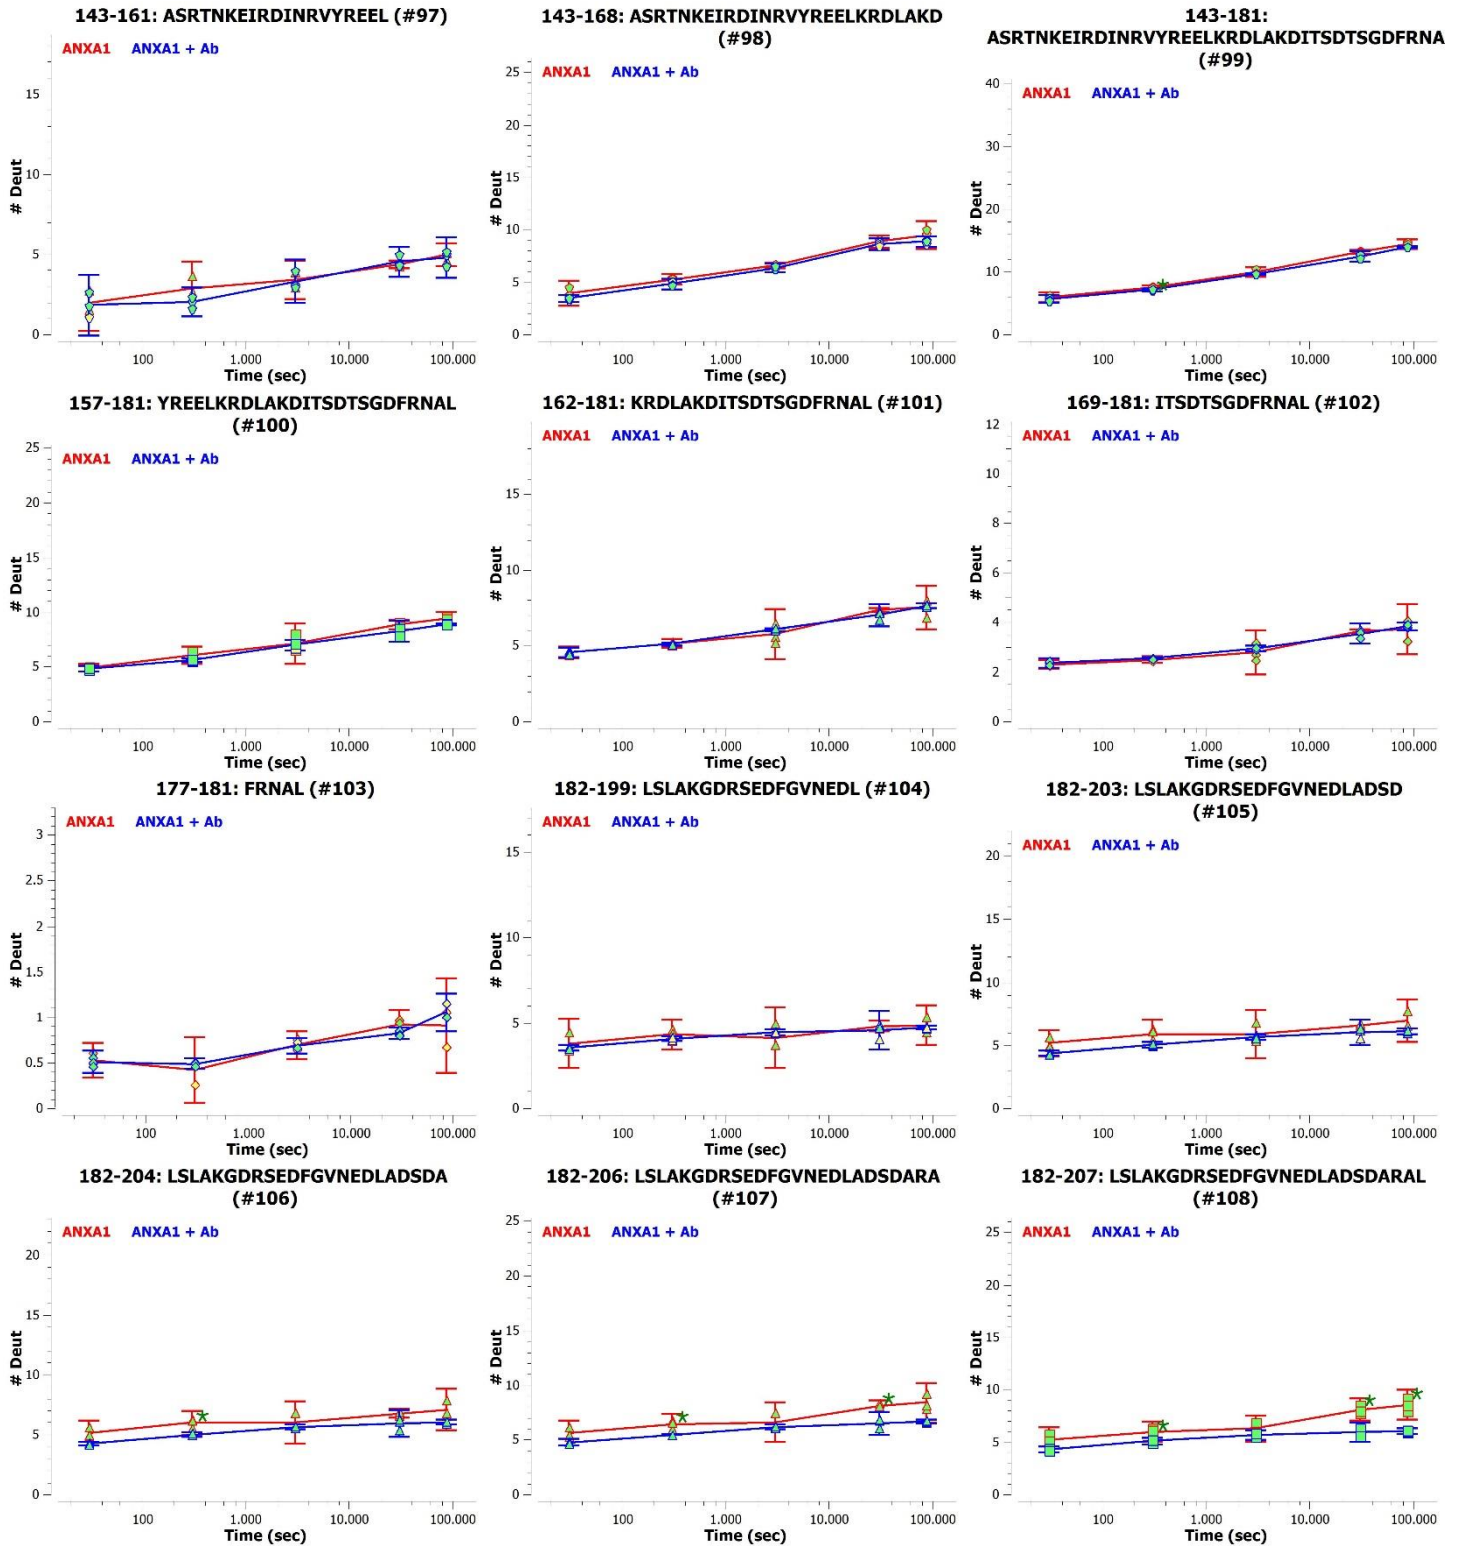 143-161: ASRTNKEIRDINRVYREEL (#97)
ANXA1 ANXA1 + Ab
# Deut
15
10
5
0
100 1.000 10.000 100.000
Time (sec)
143-168: ASRTNKEIRDINRVYREELKRDLAKD
(#98)
ANXA1 ANXA1 + Ab
# Deut
25
20
15
10
5
0
100 1.000 10.000 100.000
Time (sec)
143-181:
ASRTNKEIRDINRVYREELKRDLAKDITSDTSGDFRNA
(#99)
ANXA1 ANXA1 + Ab
# Deut
40
30
20
10
0
100 1.000 10.000 100.000
Time (sec)
157-181: YREELKRDLAKDITSDTSGDFRNAL
(#100)
ANXA1 ANXA1 + Ab
# Deut
25
20
15
10
5
0
100 1.000 10.000 100.000
Time (sec)
162-181: KRDLAKDITSDTSGDFRNAL (#101)
ANXA1 ANXA1 + Ab
# Deut
15
10
5
0
100 1.000 10.000 100.000
Time (sec)
169-181: ITSDTSGDFRNAL (#102)
ANXA1 ANXA1 + Ab
# Deut
12
10
8
6
4
2
0
100 1.000 10.000 100.000
Time (sec)
177-181: FRNAL (#103)
ANXA1 ANXA1 + Ab
# Deut
3
2.5
2
1.5
1
0.5
0
100 1.000 10.000 100.000
Time (sec)
182-199: LSLAKGDRSEDFGVNEDL (#104)
ANXA1 ANXA1 + Ab
# Deut
15
10
5
0
100 1.000 10.000 100.000
Time (sec)
182-203: LSLAKGDRSEDFGVNEDLADSD
(#105)
ANXA1 ANXA1 + Ab
# Deut
20
15
10
5
0
100 1.000 10.000 100.000
Time (sec)
182-204: LSLAKGDRSEDFGVNEDLADSDA
(#106)
ANXA1 ANXA1 + Ab
# Deut
20
15
10
5
0
100 1.000 10.000 100.000
Time (sec)
182-206: LSLAKGDRSEDFGVNEDLADSDARA
(#107)
ANXA1 ANXA1 + Ab
# Deut
25
20
15
10
5
0
100 1.000 10.000 100.000
Time (sec)
182-207: LSLAKGDRSEDFGVNEDLADSDARAL
(#108)
ANXA1 ANXA1 + Ab
# Deut
25
20
15
10
5
0
100 1.000 10.000 100.000
Time (sec)